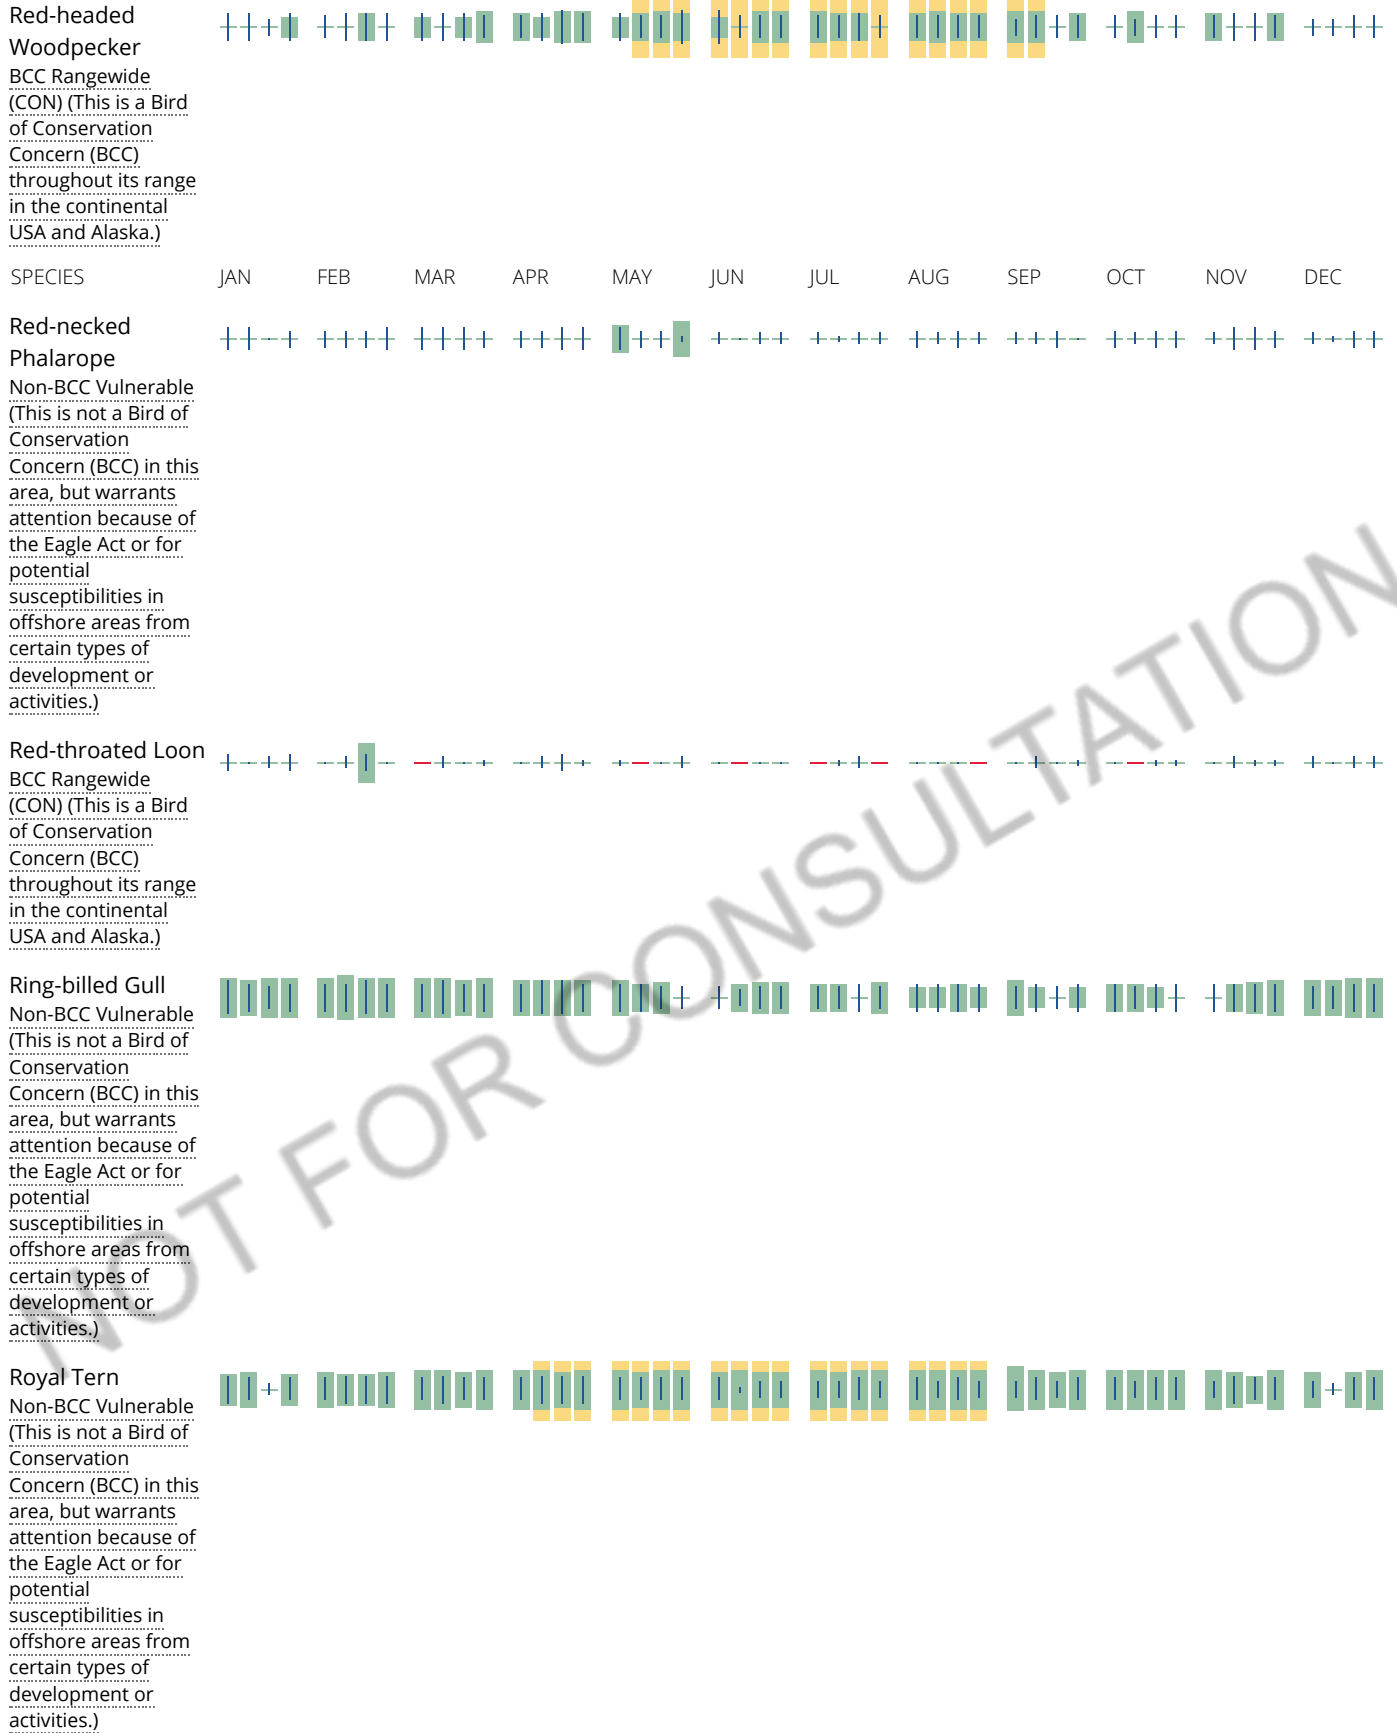 Red-headed
Woodpecker
BCC Rangewide
(CON) (This is a Bird
of Conservation
Concern (BCC)
throughout its range
in the continental
USA and Alaska.)
SPECIES JAN FEB MAR APR MAY JUN JUL AUG SEP OCT NOV DEC
Red-necked
Phalarope
Non-BCC Vulnerable
(This is not a Bird of
Conservation
Concern (BCC) in this
area, but warrants
attention because of
the Eagle Act or for
potential
susceptibilities in
offshore areas from
certain types of
development or
activities.)
Red-throated Loon
BCC Rangewide
(CON) (This is a Bird
of Conservation
Concern (BCC)
throughout its range
in the continental
USA and Alaska.)
Ring-billed Gull
Non-BCC Vulnerable
(This is not a Bird of
Conservation
Concern (BCC) in this
area, but warrants
attention because of
the Eagle Act or for
potential
susceptibilities in
offshore areas from
certain types of
development or
activities.)
Royal Tern
Non-BCC Vulnerable
(This is not a Bird of
Conservation
Concern (BCC) in this
area, but warrants
attention because of
the Eagle Act or for
potential
susceptibilities in
offshore areas from
certain types of
development or
activities.)
NOT FOR CONSULTATION